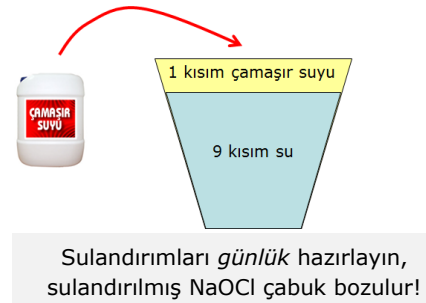 1 kısım çamaşır suyu
ÇAMAŞIR
SUYU
9 kısım su
Sulandırımları günlük hazırlayın,
sulandırılmış NaOCl çabuk bozulur!